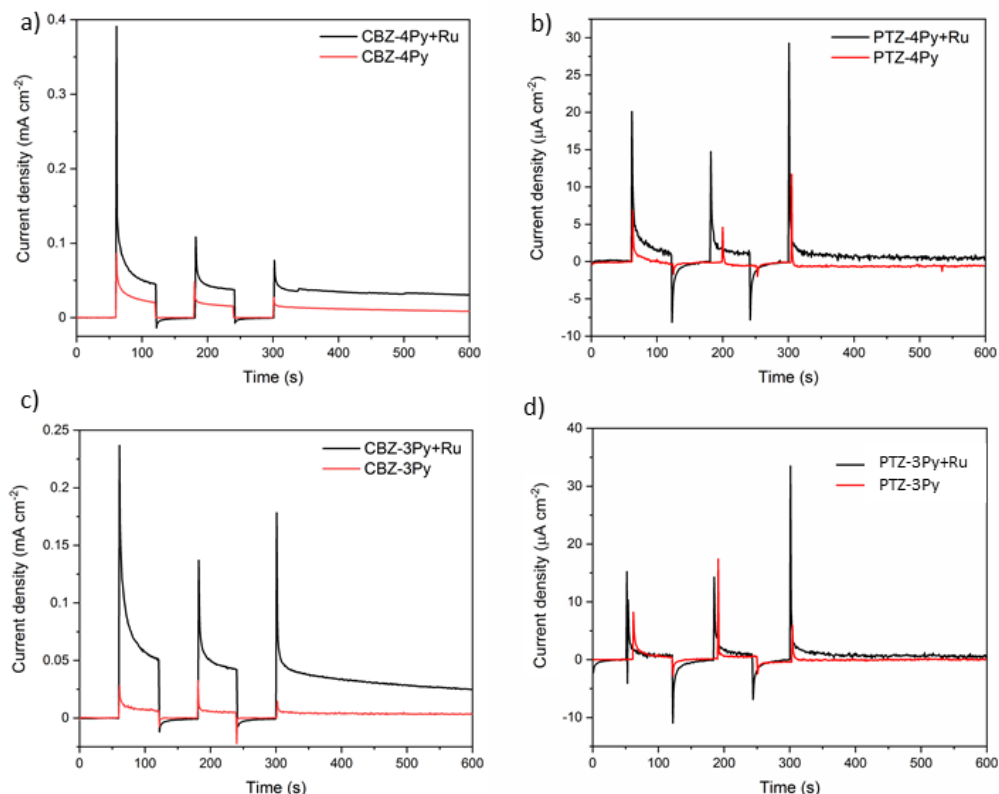 a)
CBZ-4Py+Ru
CBZ-4Py
Current density (mA cm-2)
0.4
0.3
0.2
0.1
0
0 100 200 300 400 500 600
Time (s)
b)
PTZ-4Py+Ru
PTZ-4Py
Current density (μA cm-2)
30
25
20
15
10
5
0
-5
-10
0 100 200 300 400 500 600
Time (s)
c)
CBZ-3Py+Ru
CBZ-3Py
Current density (mA cm-2)
0.25
0.2
0.15
0.1
0.05
0
0 100 200 300 400 500 600
Time (s)
d)
PTZ-3Py+Ru
PTZ-3Py
Current density (μA cm-2)
40
30
20
10
0
-10
0 100 200 300 400 500 600
Time (s)